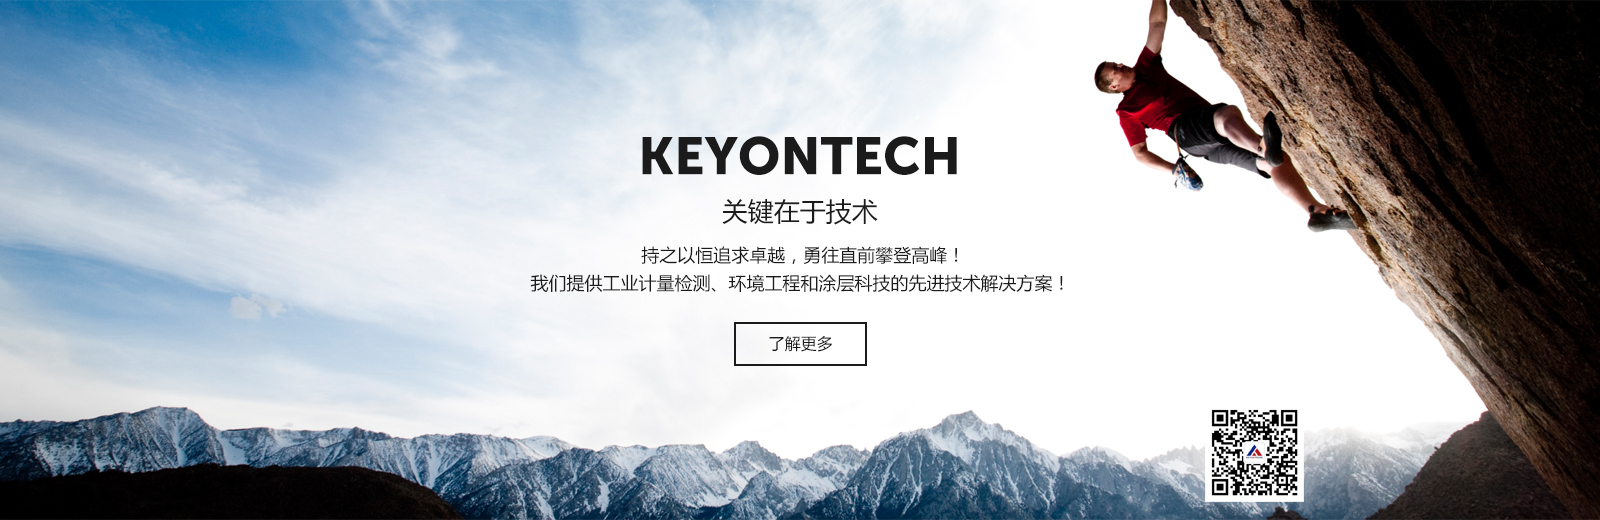 KEYONTECH
关键在于技术
持之以恒追求卓越，勇往直前攀登高峰！
我们提供工业计量检测、环境工程和涂层科技的先进技术解决方案！
了解更多